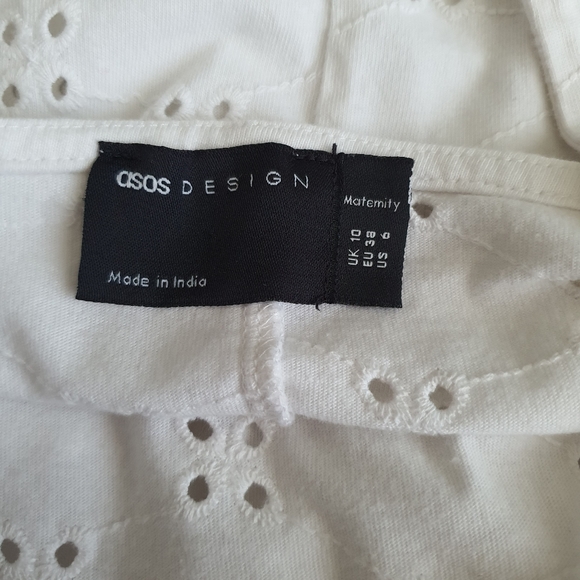 asos DESIGN
Made in India
Maternity
UK 10
EU 38
US 6